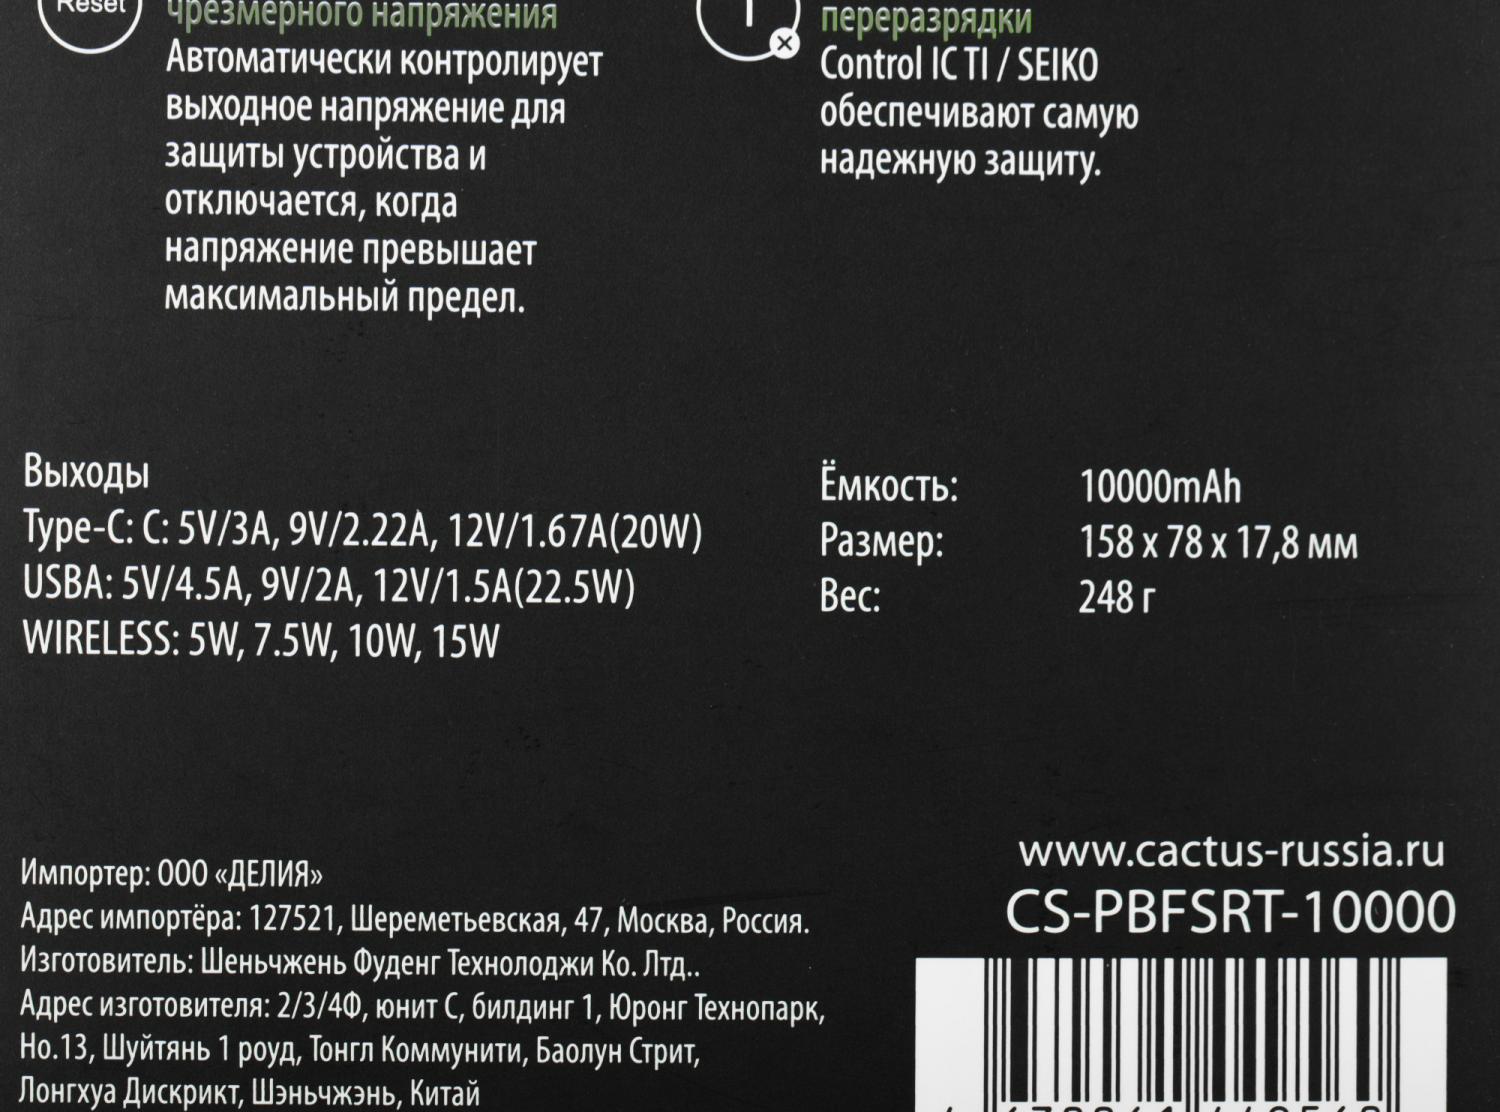 Reset
чрезмерного напряжения
Автоматически контролирует
выходное напряжение для
защиты устройства и
отключается, когда
напряжение превышает
максимальный предел.
переразрядки
Control IC TI / SEIKO
обеспечивают самую
надежную защиту.
Выходы
Type-C: C: 5V/3A, 9V/2.22A, 12V/1.67A(20W)
USBA: 5V/4.5A, 9V/2A, 12V/1.5A(22.5W)
WIRELESS: 5W, 7.5W, 10W, 15W
Ёмкость: 10000mAh
Размер: 158 x 78 x 17,8 мм
Вес: 248 г
Импортер: ООО «ДЕЛИЯ»
Адрес импортёра: 127521, Шереметьевская, 47, Москва, Россия.
Изготовитель: Шеньчжень Фуденг Технолоджи Ко. Лтд..
Адрес изготовителя: 2/3/4Ф, юнит С, билдинг 1, Юронг Технопарк,
Но.13, Шуйтянь 1 роуд, Тонгл Коммунити, Баолун Стрит,
Лонгхуа Дискрикт, Шэньчжэнь, Китай
www.cactus-russia.ru
CS-PBFSRT-10000